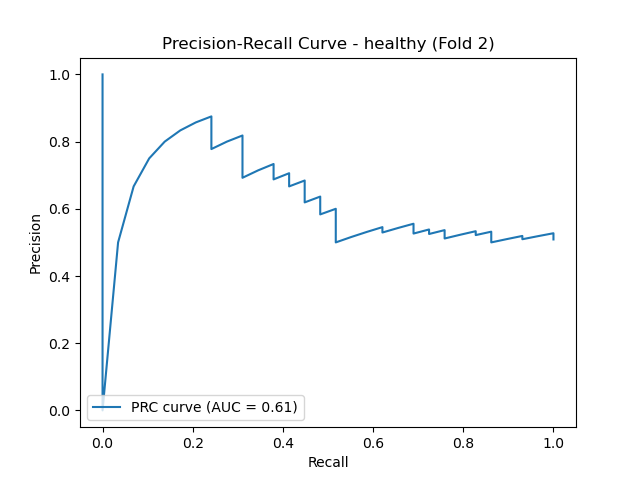 Precision-Recall Curve - healthy (Fold 2)
1.0
0.8
0.6
0.4
0.2
0.0
Precision
PRC curve (AUC = 0.61)
0.0 0.2 0.4 0.6 0.8 1.0
Recall